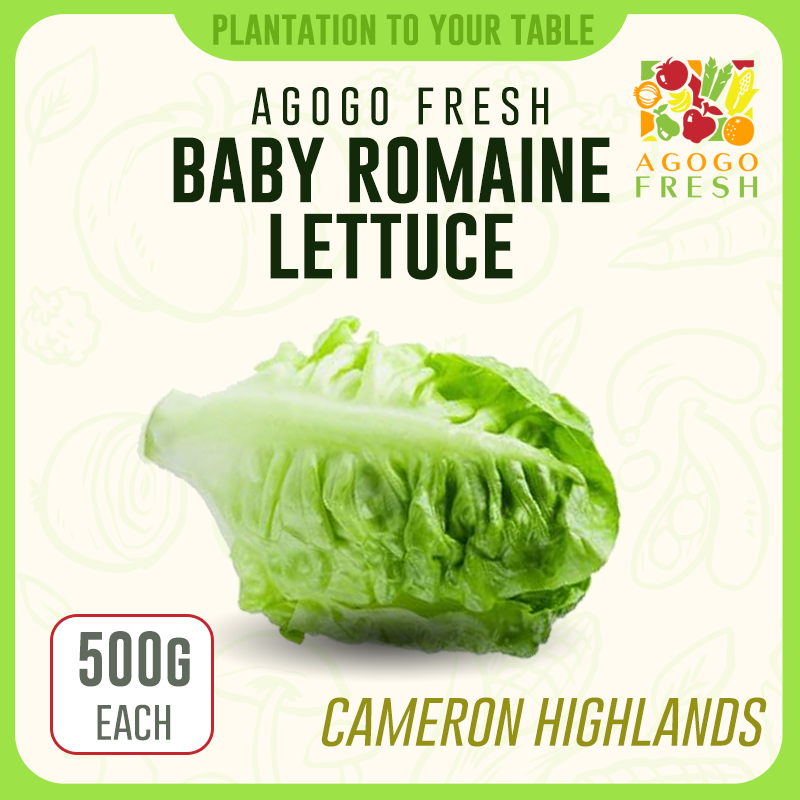 PLANTATION TO YOUR TABLE
AGOGO FRESH
BABY ROMAINE
LETTUCE
AGOGO
FRESH
500G
EACH
CAMERON HIGHLANDS